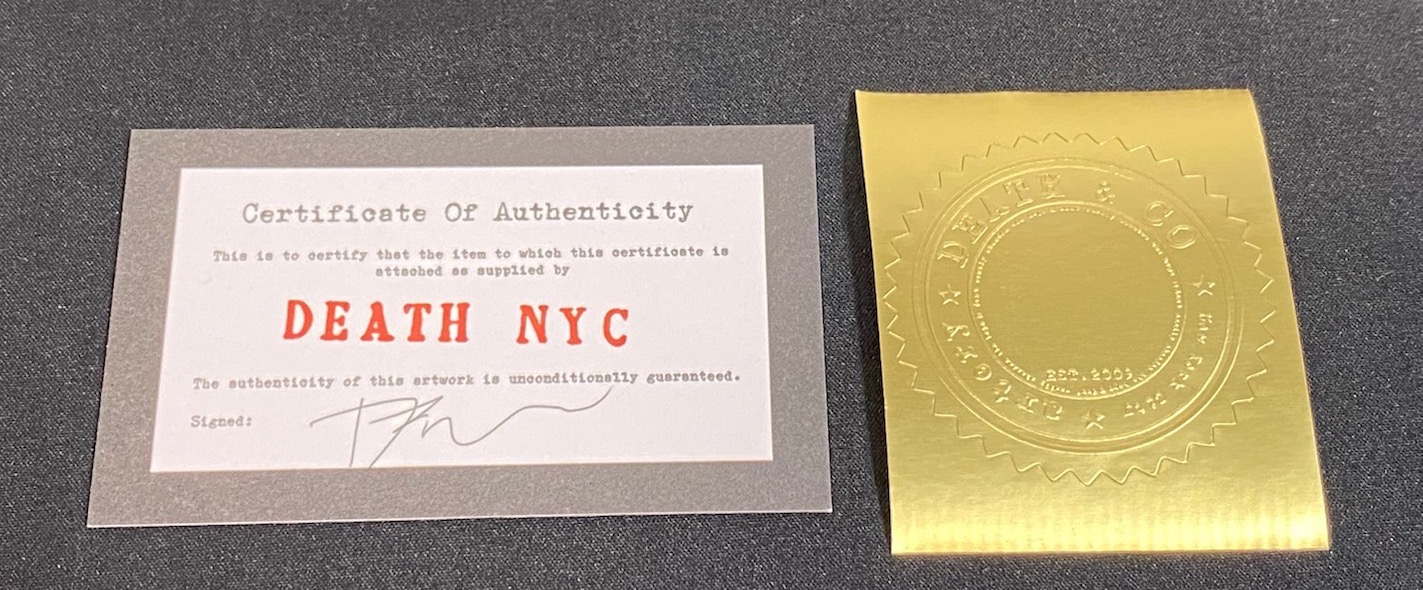 Certificate Of Authenticity
This is to certify that the item to which this certificate is
attached as supplied by
DEATH NYC
The authenticity of this artwork is unconditionally guaranteed.
Signed:
DEATH & CO
EST.2009